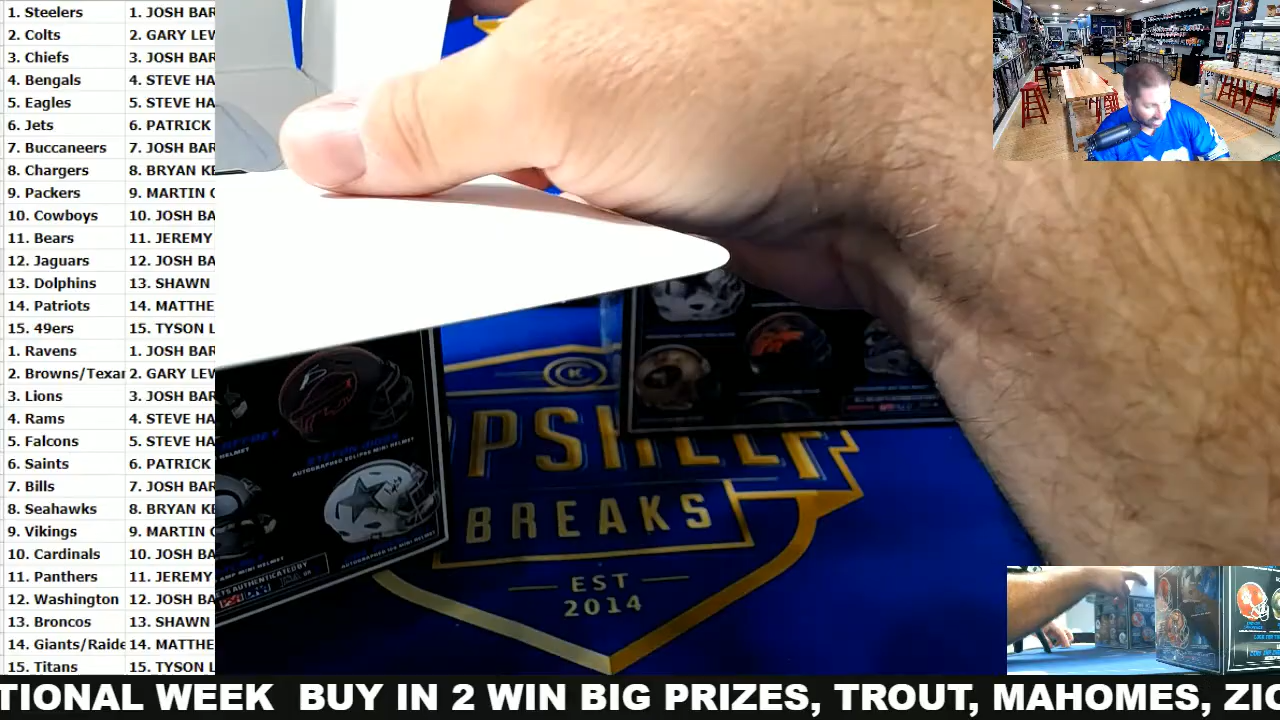 1. Steelers 1. JOSH BAR
2. Colts 2. GARY LEW
3. Chiefs 3. JOSH BAR
4. Bengals 4. STEVE HA
5. Eagles 5. STEVE HA
6. Jets 6. PATRICK
7. Buccaneers 7. JOSH BAR
8. Chargers 8. BRYAN KE
9. Packers 9. MARTIN C
10. Cowboys 10. JOSH BA
11. Bears 11. JEREMY
12. Jaguars 12. JOSH BA
13. Dolphins 13. SHAWN
14. Patriots 14. MATTHE
15. 49ers 15. TYSON L
1. Ravens 1. JOSH BAR
2. Browns/Texan 2. GARY LEW
3. Lions 3. JOSH BAR
4. Rams 4. STEVE HA
5. Falcons 5. STEVE HA
6. Saints 6. PATRICK
7. Bills 7. JOSH BAR
8. Seahawks 8. BRYAN KE
9. Vikings 9. MARTIN C
10. Cardinals 10. JOSH BA
11. Panthers 11. JEREMY
12. Washington 12. JOSH BA
13. Broncos 13. SHAWN
14. Giants/Raide 14. MATTHE
15. Titans 15. TYSON L
K
BREAKS
EST
2014
TIONAL WEEK BUY IN 2 WIN BIG PRIZES, TROUT, MAHOMES, ZIO